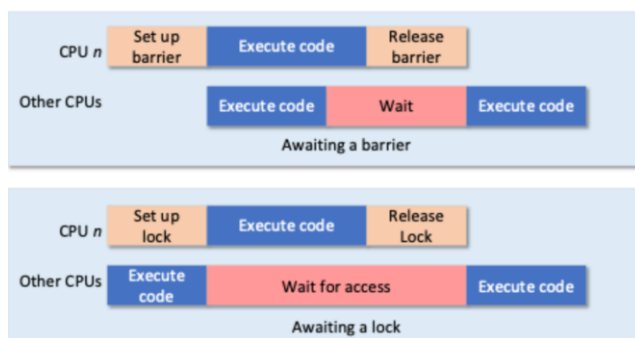 CPU n
Set up
barrier
Execute code
Release
barrier
Other CPUs
Execute code
Wait
Execute code
Awaiting a barrier
CPU n
Set up
lock
Execute code
Release
Lock
Other CPUs
Execute
code
Wait for access
Execute code
Awaiting a lock